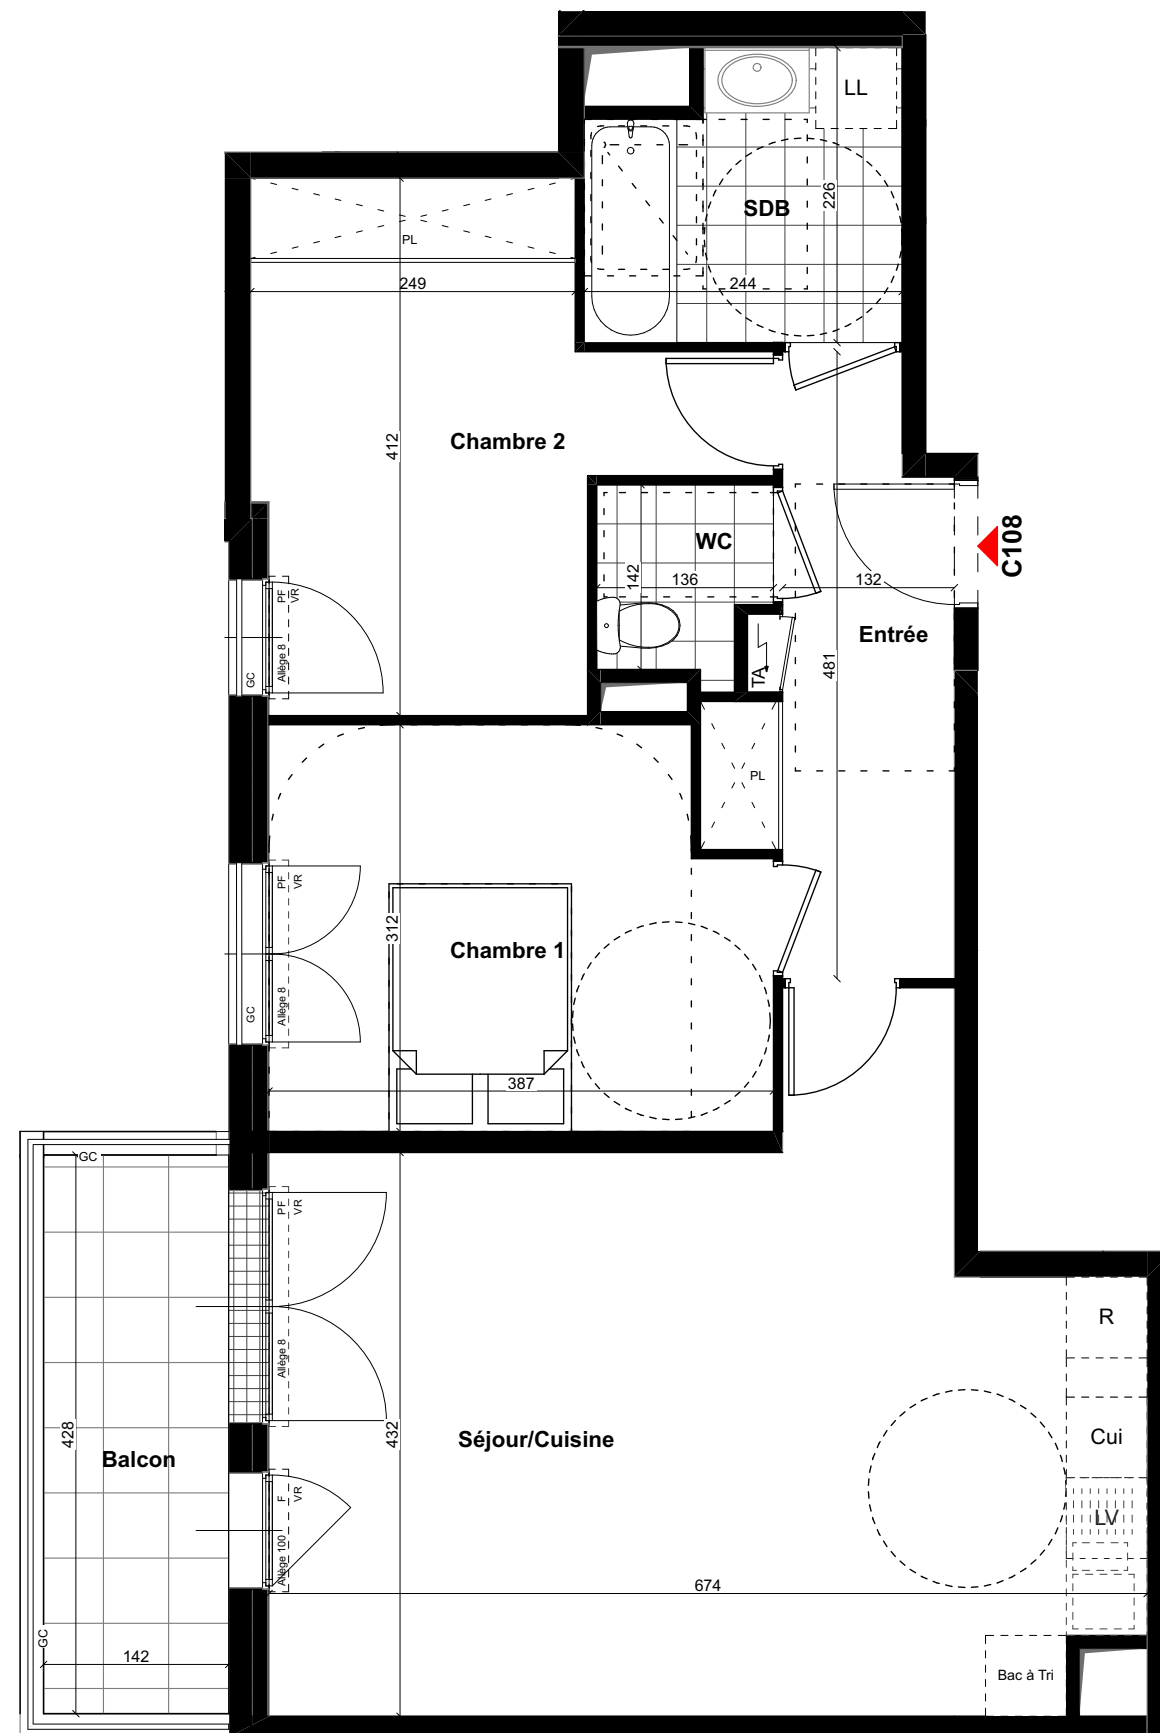 LL
226
SDB
PL
249
244
412
Chambre 2
C108
WC
142
136
132
Entrée
PF
VR
Allège 8
GC
TA
481
PL
PF
VR
312
Chambre 1
Allège 8
GC
387
GC
PF
VR
R
Allège 8
428
432
Cui
Balcon
Séjour/Cuisine
F
VR
LV
Allège 100
674
GC
142
Bac à Tri